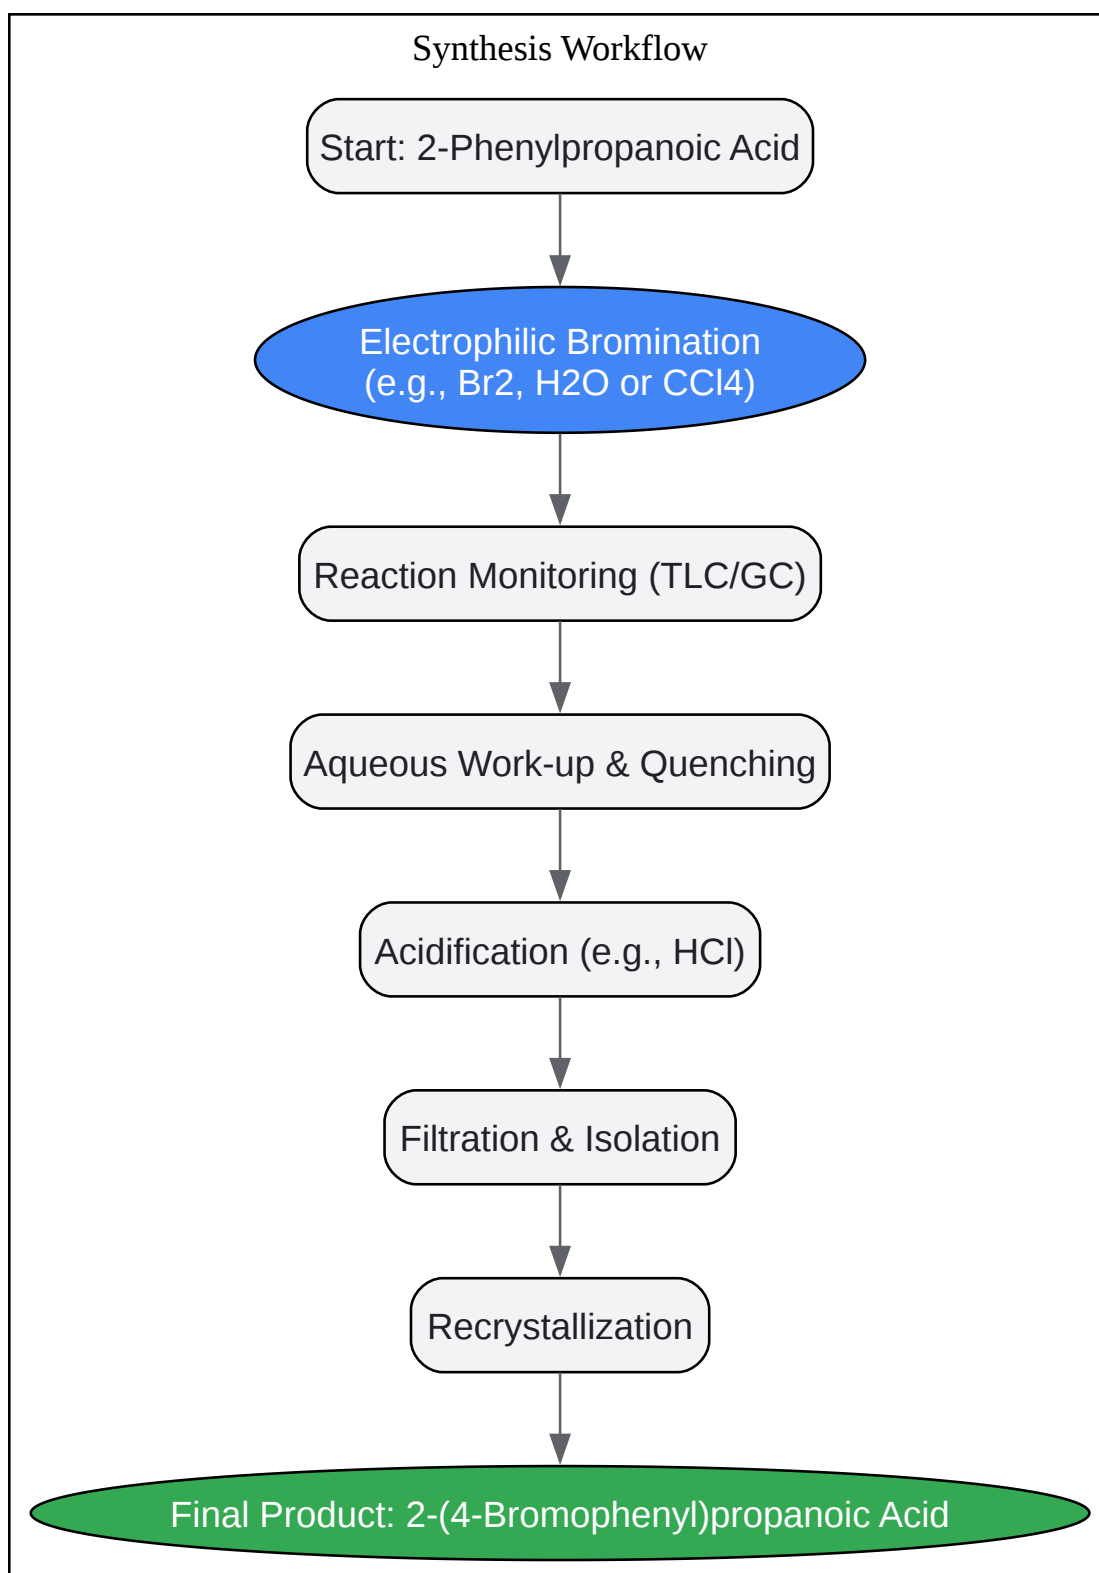 Synthesis Workflow
Start: 2-Phenylpropanoic Acid
Electrophilic Bromination
(e.g., Br2, H2O or CCl4)
Reaction Monitoring (TLC/GC)
Aqueous Work-up & Quenching
Acidification (e.g., HCl)
Filtration & Isolation
Recrystallization
Final Product: 2-(4-Bromophenyl)propanoic Acid